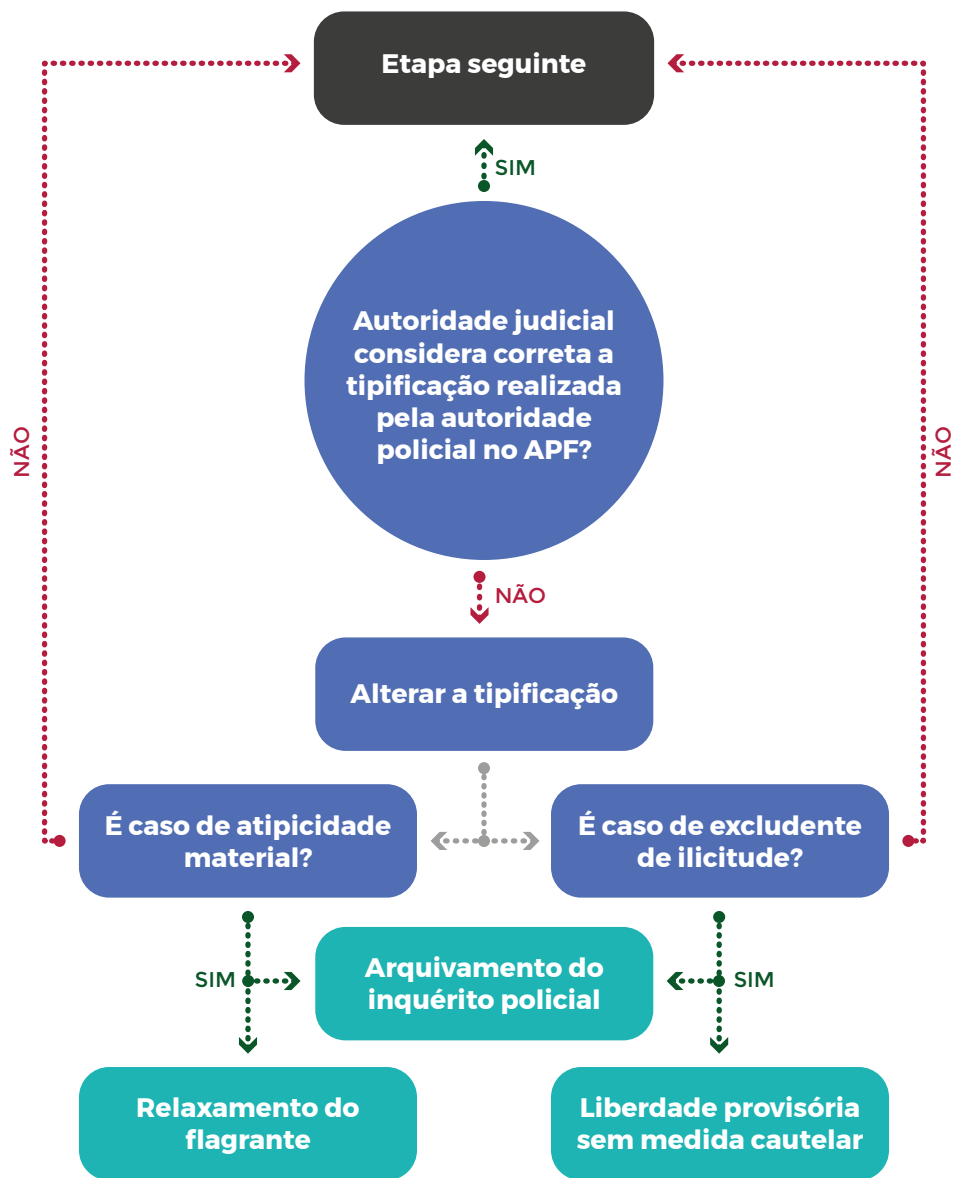 Etapa seguinte
SIM
Autoridade judicial
considera correta a
tipificação realizada
pela autoridade
policial no APF?
NÃO
NÃO
NÃO
Alterar a tipificação
É caso de atipicidade
material?
É caso de excludente
de ilicitude?
SIM
Arquivamento do
inquérito policial
SIM
Relaxamento do
flagrante
Liberdade provisória
sem medida cautelar